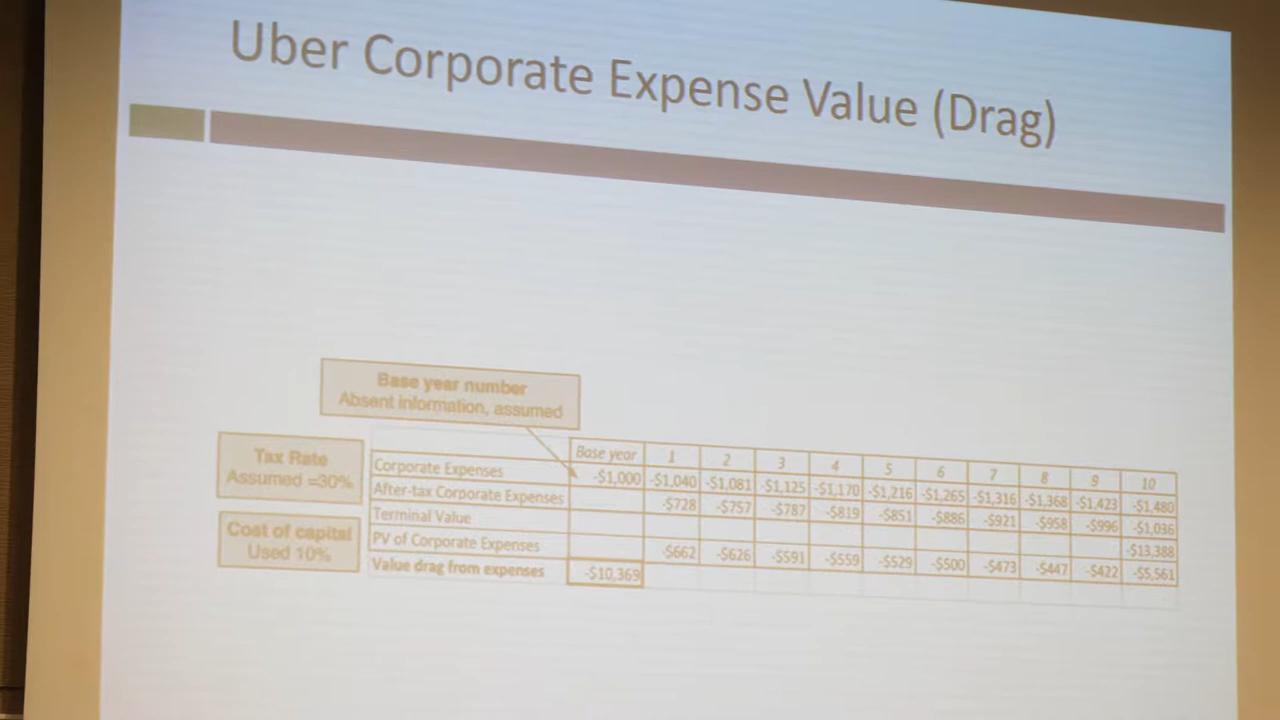 Uber Corporate Expense Value (Drag)
Base year number
Absent information, assumed
Tax Rate
Assumed =30%
Cost of capital
Used 10%
Base year 1 2 3 4 5 6 7 8 9 10
Corporate Expenses -$1,000 -$1,040 -$1,081 -$1,125 -$1,170 -$1,216 -$1,265 -$1,316 -$1,368 -$1,423 -$1,480
After-tax Corporate Expenses -$728 -$757 -$787 -$819 -$851 -$886 -$921 -$958 -$996 -$1,036
Terminal Value -$13,388
PV of Corporate Expenses -$662 -$626 -$591 -$559 -$529 -$500 -$473 -$447 -$422 -$5,561
Value drag from expenses -$10,369